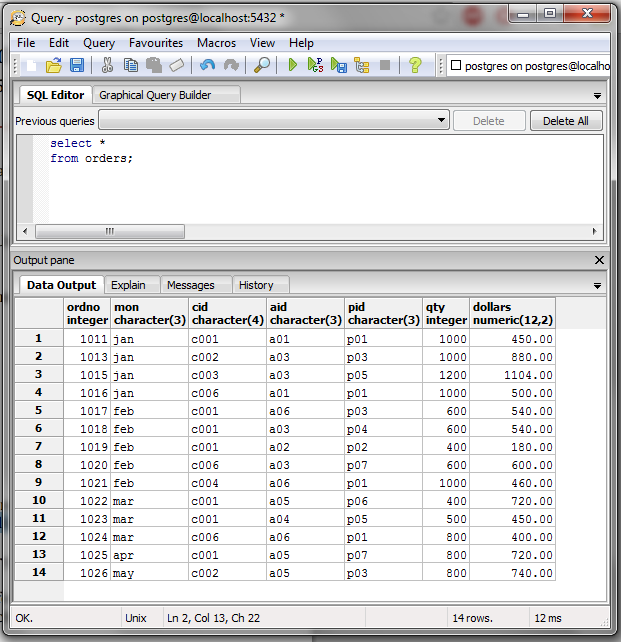 Query - postgres on postgres@localhost:5432 *
File Edit Query Favourites Macros View Help
postgres on postgres@localho
SQL Editor Graphical Query Builder
Previous queries Delete Delete All
select *
from orders;
Output pane
Data Output Explain Messages History
ordno mon cid aid pid qty dollars
integer character(3) character(4) character(3) character(3) integer numeric(12,2)
1 1011 jan c001 a01 p01 1000 450.00
2 1013 jan c002 a03 p03 1000 880.00
3 1015 jan c003 a03 p05 1200 1104.00
4 1016 jan c006 a01 p01 1000 500.00
5 1017 feb c001 a06 p03 600 540.00
6 1018 feb c001 a03 p04 600 540.00
7 1019 feb c001 a02 p02 400 180.00
8 1020 feb c006 a03 p07 600 600.00
9 1021 feb c004 a06 p01 1000 460.00
10 1022 mar c001 a05 p06 400 720.00
11 1023 mar c001 a04 p05 500 450.00
12 1024 mar c006 a06 p01 800 400.00
13 1025 apr c001 a05 p07 800 720.00
14 1026 may c002 a05 p03 800 740.00
OK. Unix Ln 2, Col 13, Ch 22 14 rows. 12 ms